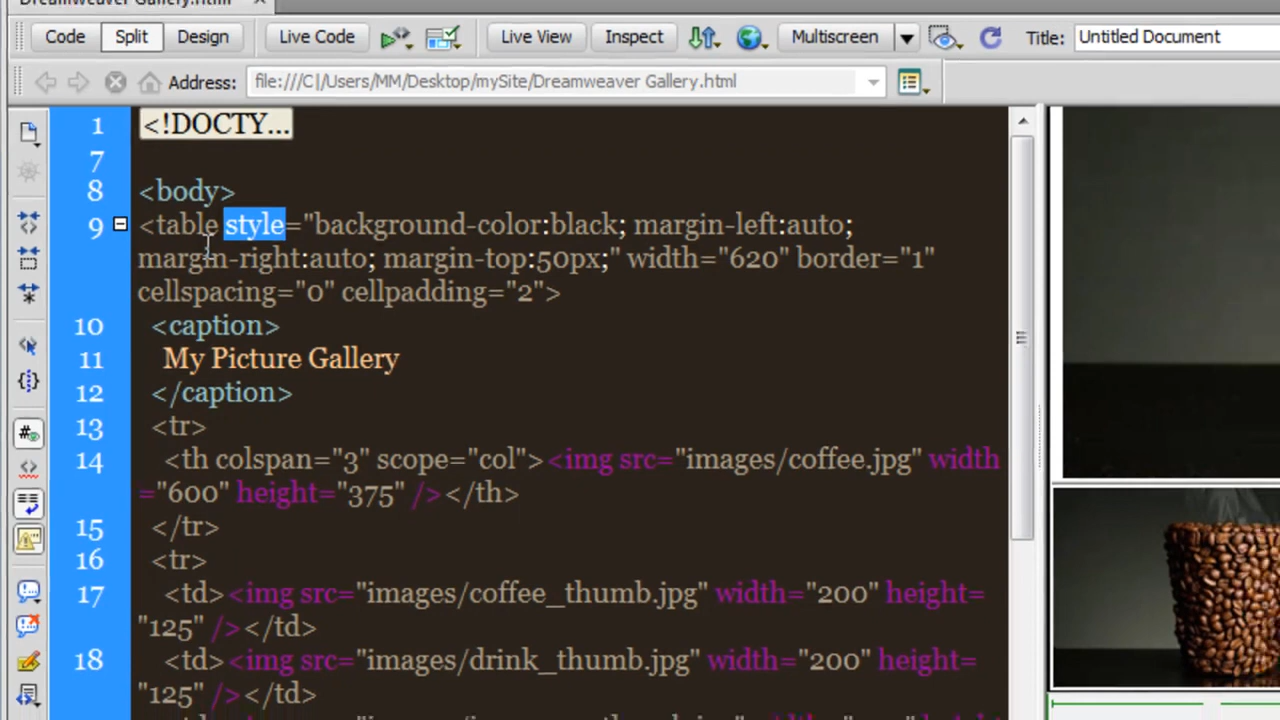 Dreamweaver Gallery.html ×
Code Split Design Live Code Live View Inspect Multiscreen Title: Untitled Document
Address: file:///C|/Users/MM/Desktop/mySite/Dreamweaver Gallery.html
1 <!DOCTY...
7
8 <body>
9 <table style="background-color:black; margin-left:auto;
margin-right:auto; margin-top:50px;" width="620" border="1"
cellspacing="0" cellpadding="2">
10 <caption>
11 My Picture Gallery
12 </caption>
13 <tr>
14 <th colspan="3" scope="col"><img src="images/coffee.jpg" width
="600" height="375" /></th>
15 </tr>
16 <tr>
17 <td><img src="images/coffee_thumb.jpg" width="200" height=
"125" /></td>
18 <td><img src="images/drink_thumb.jpg" width="200" height=
"125" /></td>